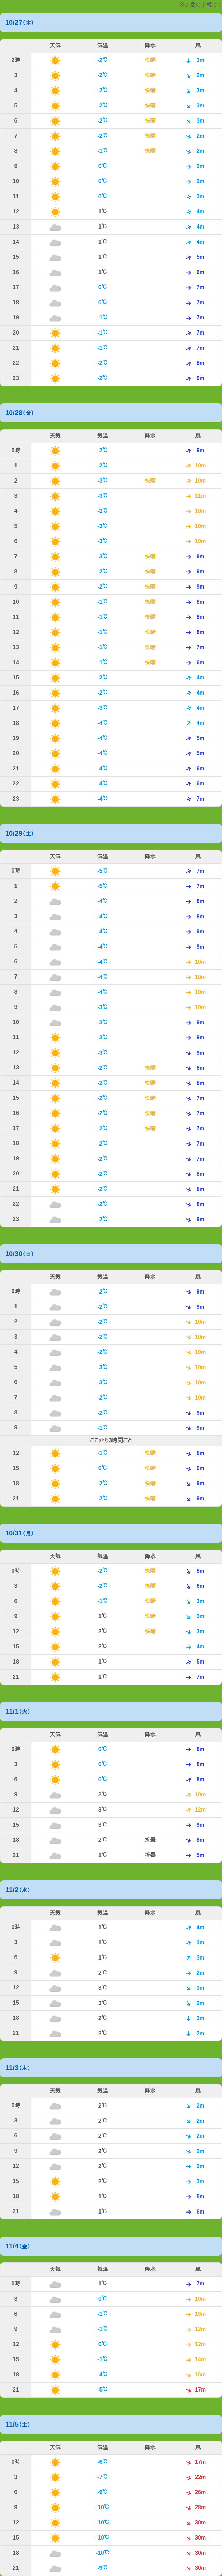 10/27(木)
天気 気温 降水 風
2時 -2℃ 快晴 3m
3 -2℃ 快晴 2m
4 -2℃ 快晴 3m
5 -2℃ 快晴 3m
6 -2℃ 快晴 3m
7 -2℃ 快晴 2m
8 -1℃ 快晴 2m
9 0℃ 2m
10 0℃ 2m
11 0℃ 3m
12 1℃ 4m
13 1℃ 4m
14 1℃ 4m
15 1℃ 5m
16 1℃ 6m
17 0℃ 7m
18 0℃ 7m
19 -1℃ 7m
20 -1℃ 7m
21 -1℃ 7m
22 -2℃ 8m
23 -2℃ 9m
10/28(金)
天気 気温 降水 風
0時 -2℃ 9m
1 -2℃ 10m
2 -3℃ 快晴 10m
3 -3℃ 11m
4 -3℃ 10m
5 -3℃ 10m
6 -3℃ 10m
7 -3℃ 快晴 9m
8 -2℃ 快晴 9m
9 -2℃ 快晴 9m
10 -1℃ 快晴 8m
11 -1℃ 快晴 8m
12 -1℃ 快晴 8m
13 -1℃ 快晴 7m
14 -1℃ 快晴 6m
15 -2℃ 4m
16 -2℃ 4m
17 -3℃ 4m
18 -4℃ 4m
19 -4℃ 5m
20 -4℃ 5m
21 -4℃ 6m
22 -4℃ 6m
23 -4℃ 7m
10/29(土)
天気 気温 降水 風
0時 -5℃ 7m
1 -5℃ 7m
2 -4℃ 8m
3 -4℃ 8m
4 -4℃ 9m
5 -4℃ 9m
6 -4℃ 10m
7 -4℃ 10m
8 -4℃ 10m
9 -3℃ 10m
10 -3℃ 9m
11 -3℃ 9m
12 -3℃ 9m
13 -2℃ 快晴 8m
14 -2℃ 快晴 8m
15 -2℃ 快晴 7m
16 -2℃ 快晴 7m
17 -2℃ 快晴 7m
18 -2℃ 7m
19 -2℃ 7m
20 -2℃ 8m
21 -2℃ 8m
22 -2℃ 8m
23 -2℃ 9m
10/30(日)
天気 気温 降水 風
0時 -2℃ 9m
1 -2℃ 9m
2 -2℃ 10m
3 -2℃ 10m
4 -2℃ 10m
5 -3℃ 10m
6 -3℃ 10m
7 -2℃ 10m
8 -2℃ 9m
9 -1℃ 9m
ここから3時間ごと
12 -1℃ 快晴 8m
15 0℃ 快晴 9m
18 -2℃ 快晴 9m
21 -2℃ 快晴 9m
10/31(月)
天気 気温 降水 風
0時 -2℃ 快晴 8m
3 -2℃ 快晴 6m
6 -1℃ 快晴 3m
9 1℃ 快晴 3m
12 2℃ 快晴 3m
15 2℃ 4m
18 1℃ 5m
21 1℃ 7m
11/1(火)
天気 気温 降水 風
0時 0℃ 8m
3 0℃ 8m
6 0℃ 8m
9 2℃ 10m
12 3℃ 12m
15 3℃ 9m
18 2℃ 折畳 8m
21 1℃ 折畳 5m
11/2(水)
天気 気温 降水 風
0時 1℃ 4m
3 1℃ 3m
6 1℃ 3m
9 2℃ 2m
12 3℃ 3m
15 3℃ 2m
18 2℃ 3m
21 2℃ 2m
11/3(木)
天気 気温 降水 風
0時 2℃ 2m
3 2℃ 2m
6 2℃ 2m
9 2℃ 2m
12 2℃ 2m
15 2℃ 3m
18 1℃ 5m
21 1℃ 6m
11/4(金)
天気 気温 降水 風
0時 1℃ 7m
3 0℃ 10m
6 -1℃ 13m
9 -1℃ 12m
12 0℃ 12m
15 -1℃ 14m
18 -4℃ 16m
21 -5℃ 17m
11/5(土)
天気 気温 降水 風
0時 -6℃ 17m
3 -7℃ 22m
6 -9℃ 26m
9 -10℃ 28m
12 -10℃ 30m
15 -10℃ 30m
18 -10℃ 30m
21 -9℃ 30m